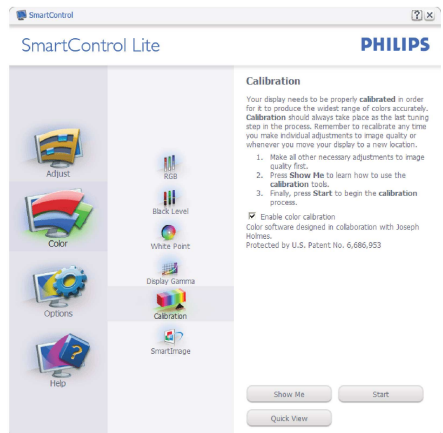 SmartControl
SmartControl Lite
PHILIPS
Adjust
Color
Options
Help
RGB
Black Level
White Point
Display Gamma
Calibration
SmartImage
Calibration
Your display needs to be properly calibrated in order
for it to produce the widest range of colors accurately.
Calibration should always take place as the last tuning
step in the process. Remember to recalibrate any time
you make individual adjustments to image quality or
whenever you move your display to a new location.
1. Make all other necessary adjustments to image
quality first.
2. Press Show Me to learn how to use the
calibration tools.
3. Finally, press Start to begin the calibration
process.
Enable color calibration
Color software designed in collaboration with Joseph
Holmes.
Protected by U.S. Patent No. 6,686,953
Show Me
Start
Quick View